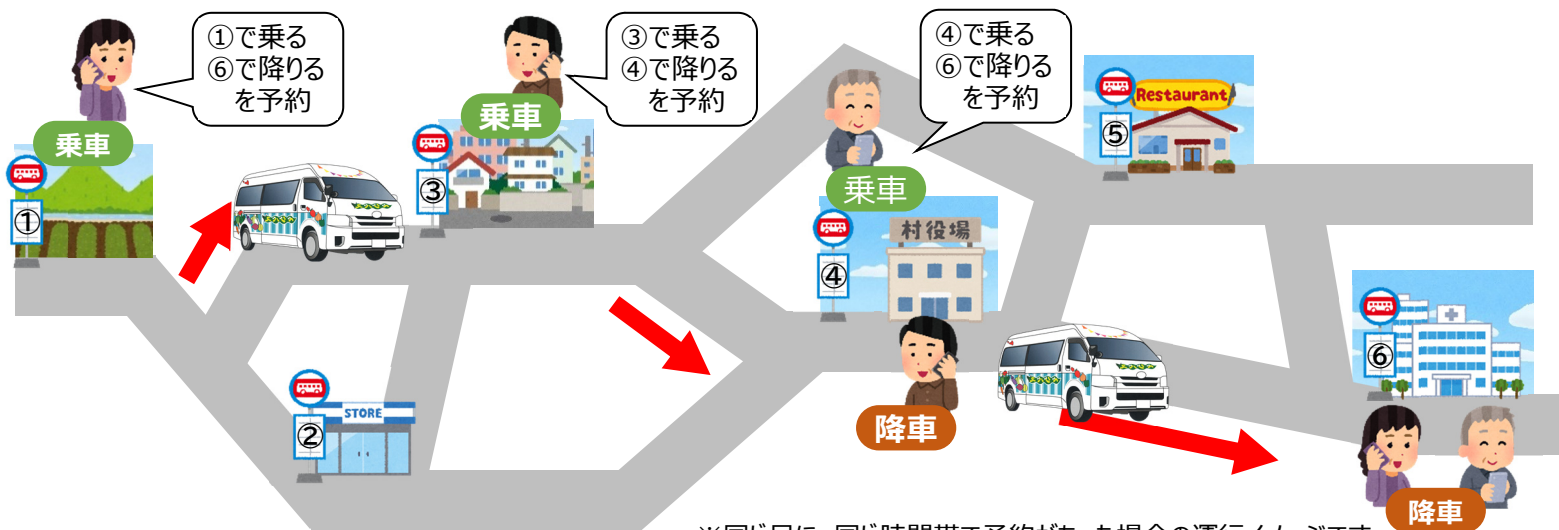 ①で乗る
⑥で降りる
を予約
③で乗る
④で降りる
を予約
④で乗る
⑥で降りる
を予約
乗車
乗車
乗車
Restaurant
①
③
⑤
村役場
④
⑥
STORE
②
降車
降車